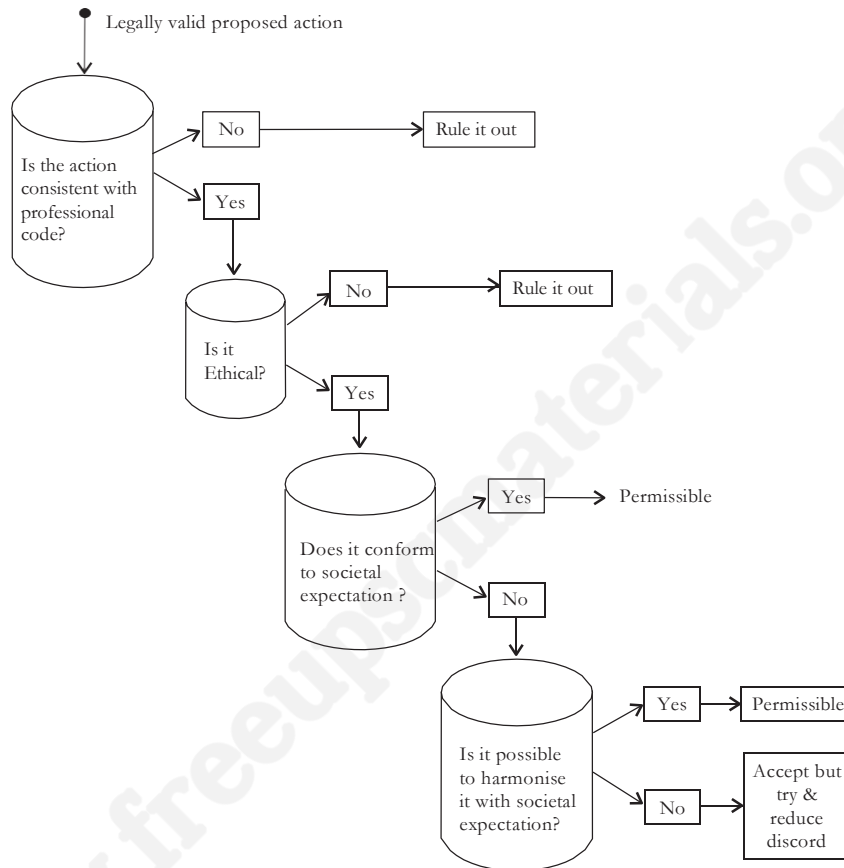 Legally valid proposed action
No
Rule it out
Is the action
consistent with
professional
code?
Yes
No
Rule it out
Is it
Ethical?
Yes
Yes
Permissible
Does it conform
to societal
expectation ?
No
Yes
Permissible
Is it possible
to harmonise
it with societal
expectation?
No
Accept but
try &
reduce
discord
freeupscmaterials.or